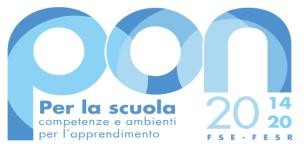 pon
Per la scuola
competenze e ambienti
per l'apprendimento
20 14
20
FSE-FESR